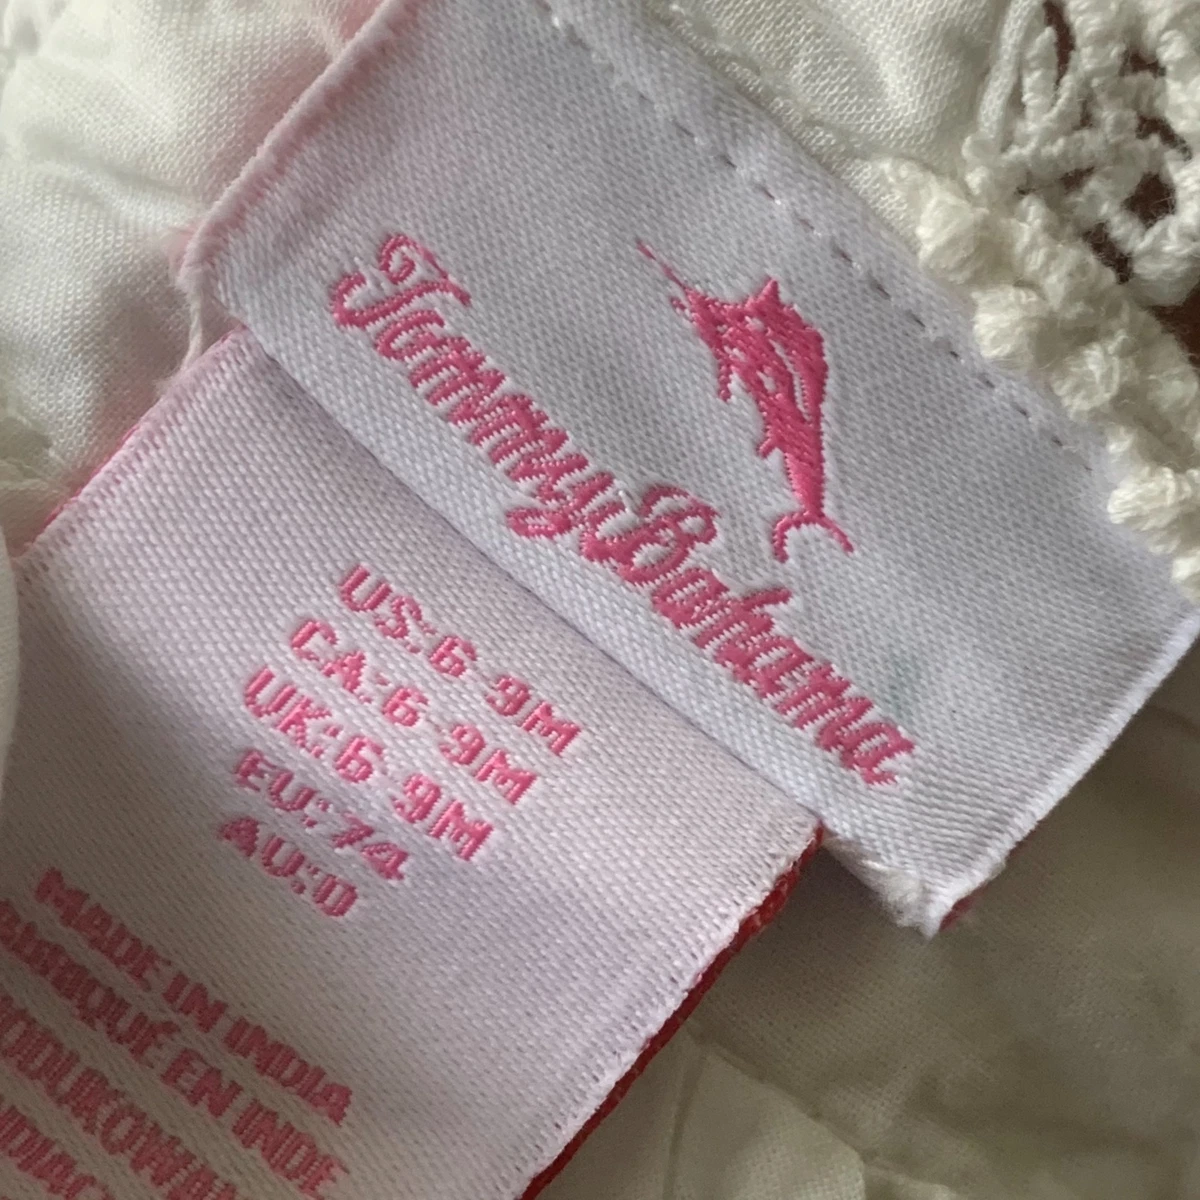 Tommy Bahama
US: 6-9M
CA: 6-9M
UK: 6-9M
EU: 74
AU: 0
MADE IN INDIA
FABRIQUÉ EN INDE